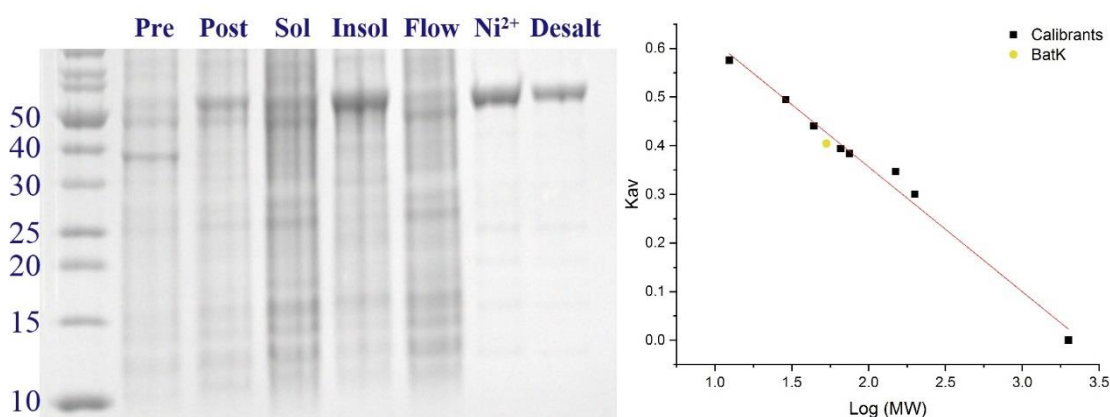 Pre Post Sol Insol Flow Ni²⁺ Desalt
50
40
30
25
20
15
10
Calibrants
BatK
0.6
0.5
0.4
0.3
0.2
0.1
0.0
Kav
1.0 1.5 2.0 2.5 3.0 3.5
Log (MW)